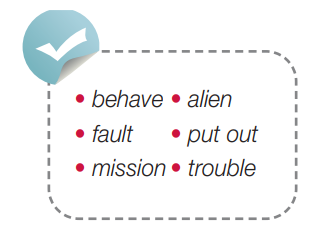 • behave • alien
• fault • put out
• mission • trouble